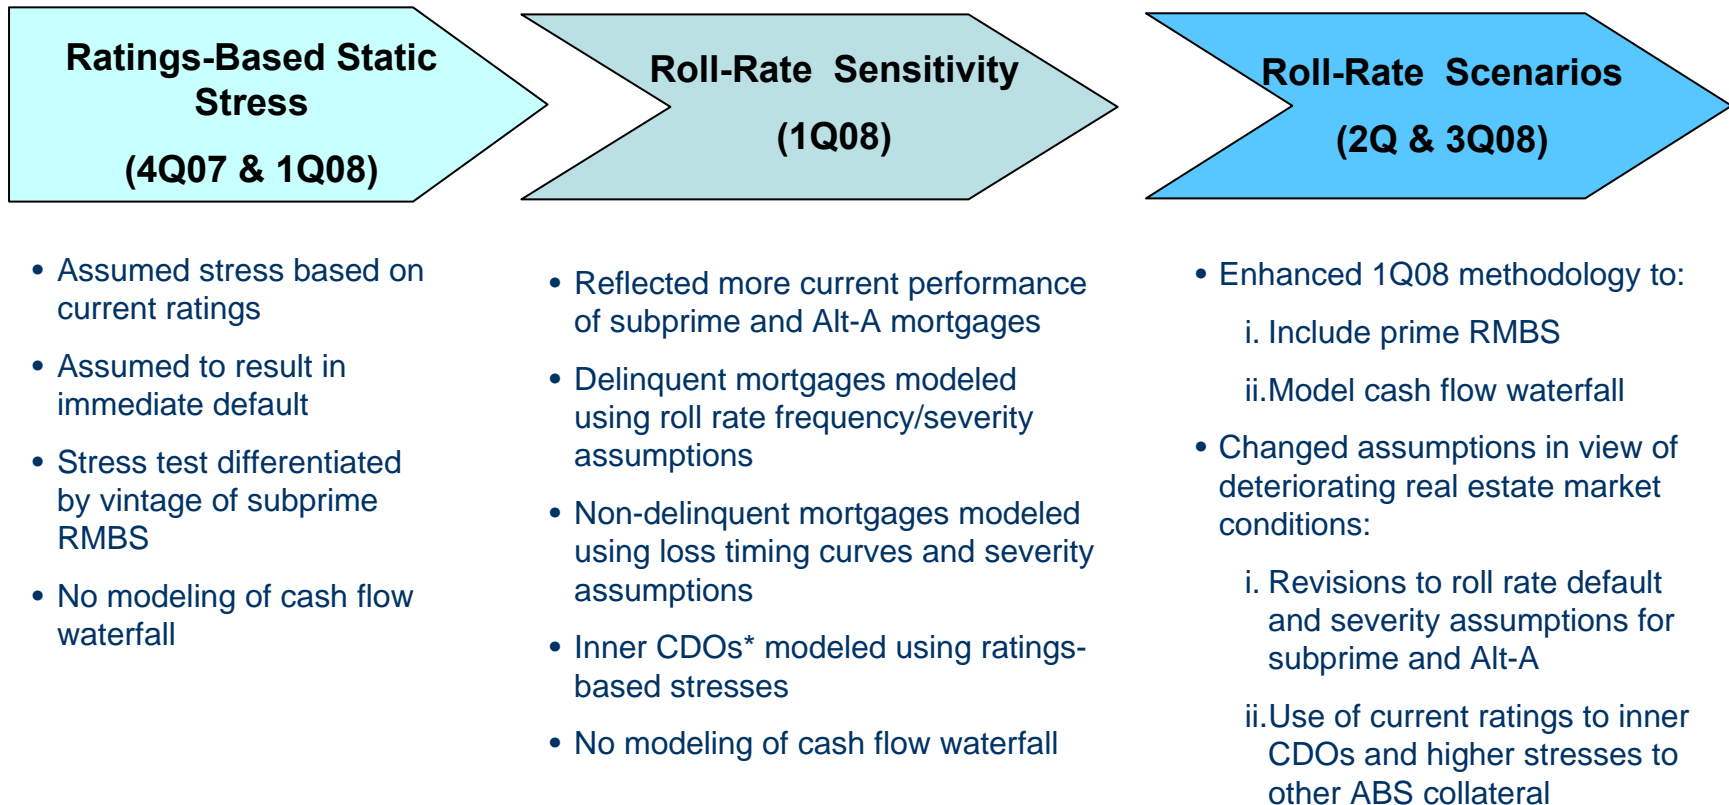 Ratings-Based Static
Stress
(4Q07 & 1Q08)
• Assumed stress based on
current ratings
• Assumed to result in
immediate default
• Stress test differentiated
by vintage of subprime
RMBS
• No modeling of cash flow
waterfall
Roll-Rate Sensitivity
(1Q08)
• Reflected more current performance
of subprime and Alt-A mortgages
• Delinquent mortgages modeled
using roll rate frequency/severity
assumptions
• Non-delinquent mortgages modeled
using loss timing curves and severity
assumptions
• Inner CDOs* modeled using ratings-
based stresses
• No modeling of cash flow waterfall
Roll-Rate Scenarios
(2Q & 3Q08)
• Enhanced 1Q08 methodology to:
i. Include prime RMBS
ii.Model cash flow waterfall
• Changed assumptions in view of
deteriorating real estate market
conditions:
i. Revisions to roll rate default
and severity assumptions for
subprime and Alt-A
ii.Use of current ratings to inner
CDOs and higher stresses to
other ABS collateral